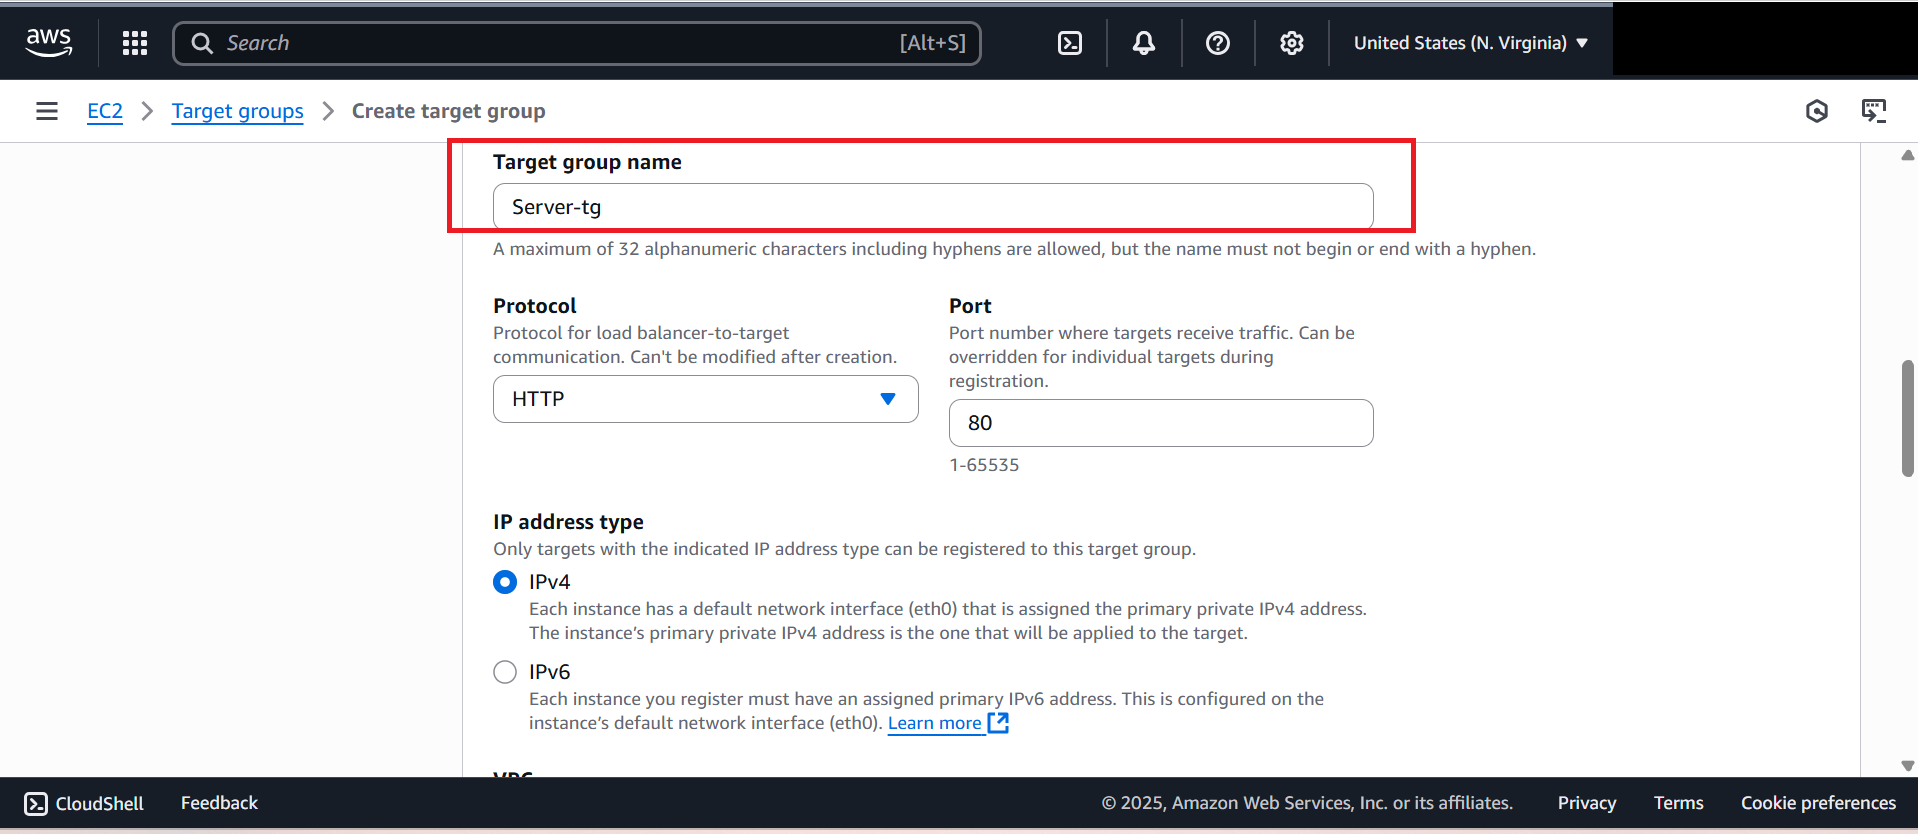 aws
Search [Alt+S]
United States (N. Virginia)
EC2 Target groups Create target group
Target group name
Server-tg
A maximum of 32 alphanumeric characters including hyphens are allowed, but the name must not begin or end with a hyphen.
Protocol
Protocol for load balancer-to-target
communication. Can't be modified after creation.
HTTP
Port
Port number where targets receive traffic. Can be
overridden for individual targets during
registration.
80
1-65535
IP address type
Only targets with the indicated IP address type can be registered to this target group.
IPv4
Each instance has a default network interface (eth0) that is assigned the primary private IPv4 address.
The instance’s primary private IPv4 address is the one that will be applied to the target.
IPv6
Each instance you register must have an assigned primary IPv6 address. This is configured on the
instance’s default network interface (eth0). Learn more
VPC
CloudShell Feedback © 2025, Amazon Web Services, Inc. or its affiliates. Privacy Terms Cookie preferences